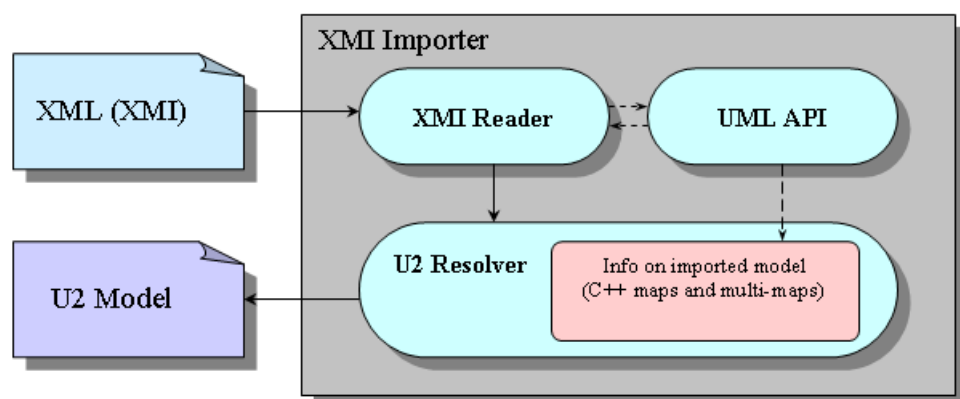 XMI Importer
XML (XMI)
XMI Reader
UML API
U2 Resolver
Info on imported model
(C++ maps and multi-maps)
U2 Model